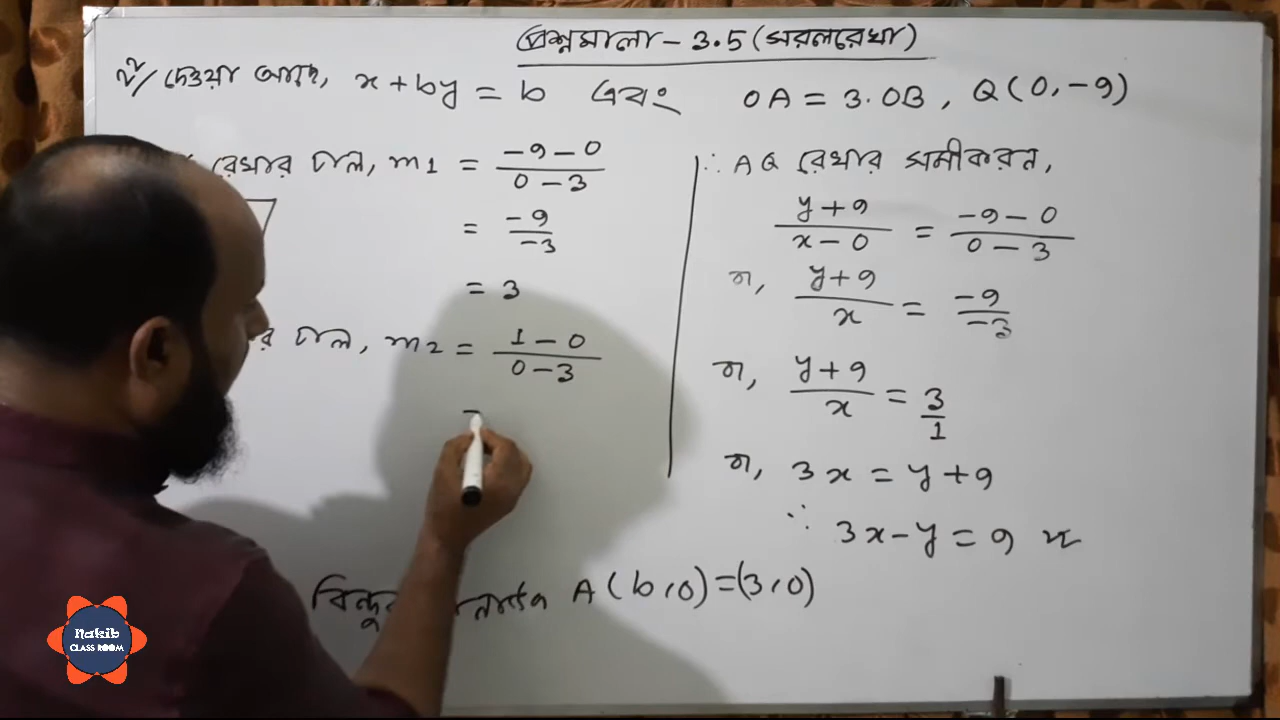 প্রশ্নমালা - 3.5 (সরলরেখা)
দেওয়া আছে, x + by = b এবং OA = 3.OB, Q(0, -9)
রেখার ঢাল, m1 = (-9 - 0)/(0 - 3)
= -9/-3
= 3
র ঢাল, m2 = (1 - 0)/(0 - 3)
∴ AQ রেখার সমীকরন,
(y + 9)/(x - 0) = (-9 - 0)/(0 - 3)
বা, (y + 9)/x = -9/-3
বা, (y + 9)/x = 3/1
বা, 3x = y + 9
∴ 3x - y = 9
A(b, 0) = (3, 0)
Nakib
CLASS ROOM